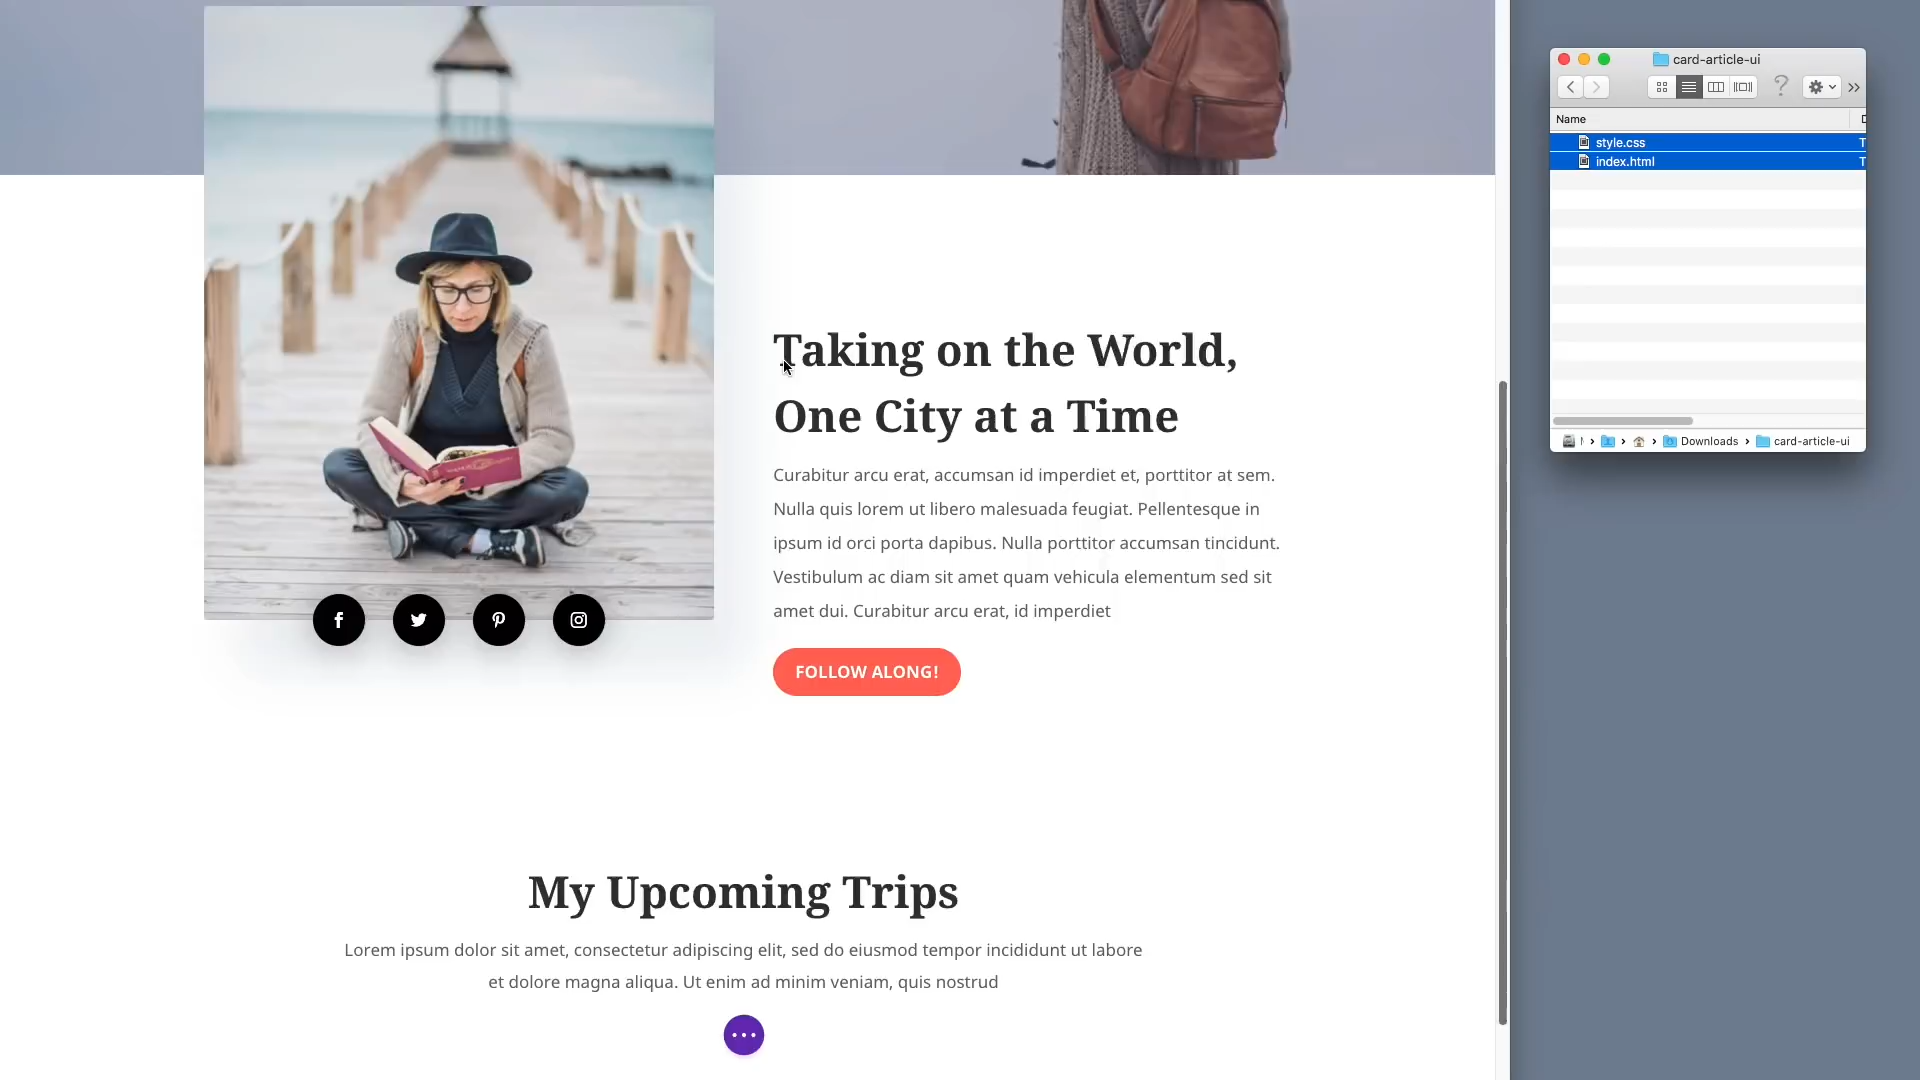 card-article-ui
Name
style.css
index.html
Downloads
card-article-ui
Taking on the World,
One City at a Time
Curabitur arcu erat, accumsan id imperdiet et, porttitor at sem.
Nulla quis lorem ut libero malesuada feugiat. Pellentesque in
ipsum id orci porta dapibus. Nulla porttitor accumsan tincidunt.
Vestibulum ac diam sit amet quam vehicula elementum sed sit
amet dui. Curabitur arcu erat, id imperdiet
FOLLOW ALONG!
My Upcoming Trips
Lorem ipsum dolor sit amet, consectetur adipiscing elit, sed do eiusmod tempor incididunt ut labore
et dolore magna aliqua. Ut enim ad minim veniam, quis nostrud